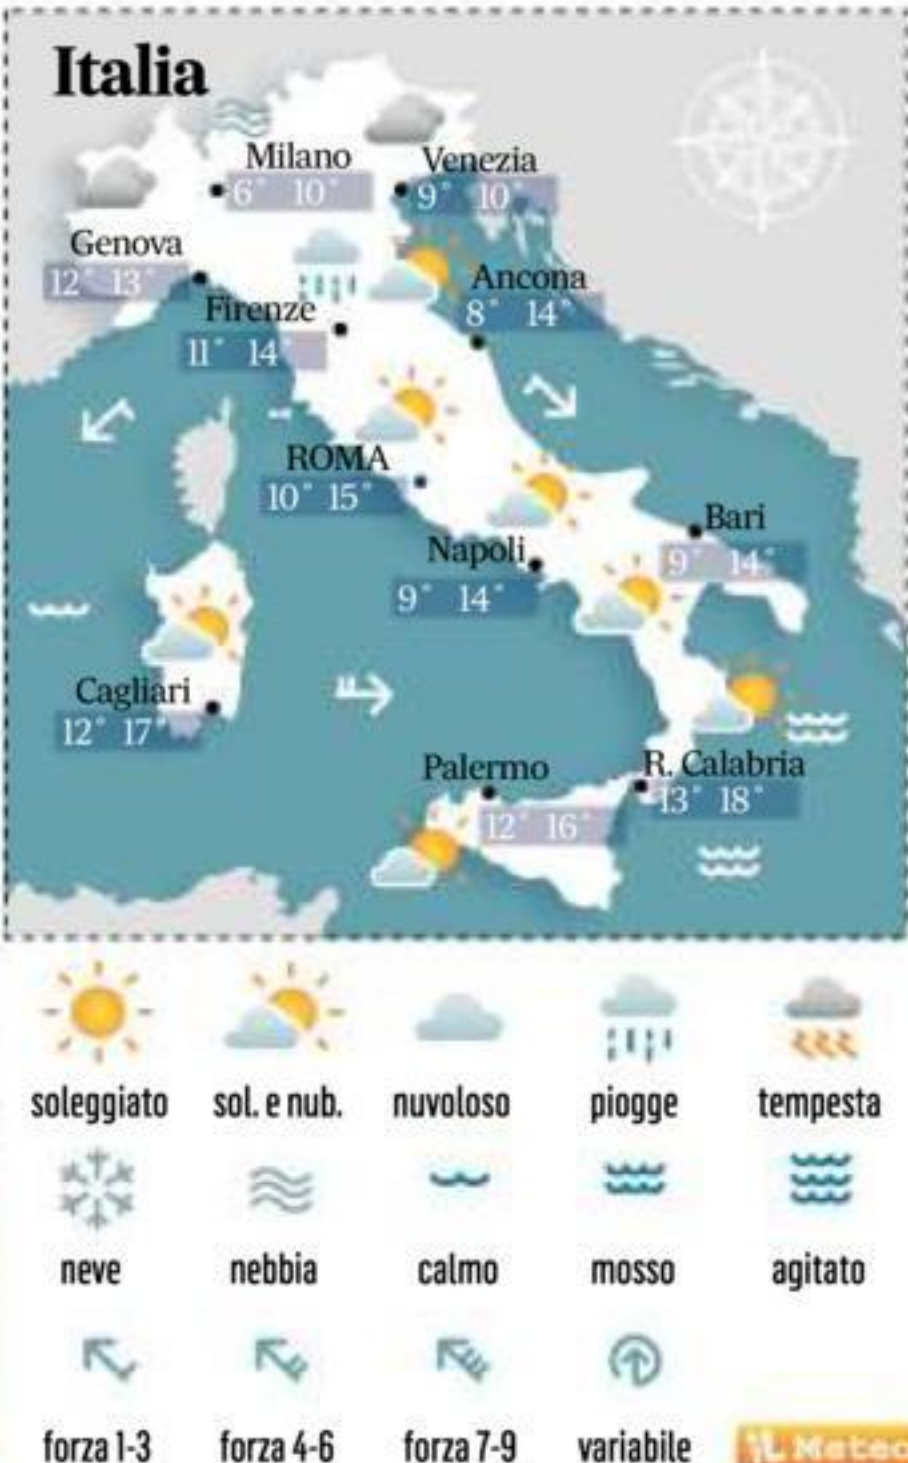 Italia
Milano
6° 10°
Venezia
9° 10°
Genova
12° 13°
Firenze
11° 14°
Ancona
8° 14°
ROMA
10° 15°
Napoli
9° 14°
Bari
9° 14°
Cagliari
12° 17°
Palermo
12° 16°
R. Calabria
13° 18°
soleggiato sol. e nub. nuvoloso piogge tempesta
neve nebbia calmo mosso agitato
forza 1-3 forza 4-6 forza 7-9 variabile